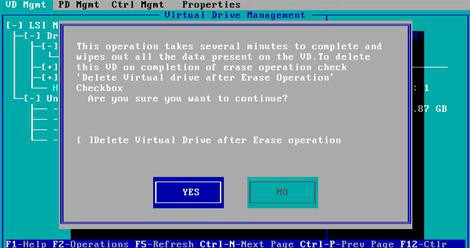 VD Mgmt PD Mgmt Ctrl Mgmt Properties
Virtual Drive Management
[-] LSI M
[-] Dr
[-]
[+]
[+]
H : 1
[-] Un .87 GB
This operation takes several minutes to complete and
wipes out all the data present on the VD.To delete
this VD on completion of erase operation check
'Delete Virtual drive after Erase Operation'
Checkbox
Are you sure you want to continue?
[ ]Delete Virtual Drive after Erase operation
YES NO
F1-Help F2-Operations F5-Refresh Ctrl-N-Next Page Ctrl-P-Prev Page F12-Ctlr